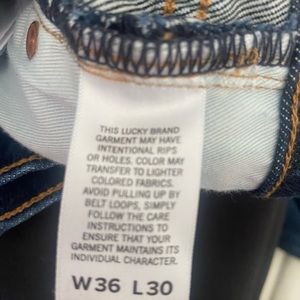 THIS LUCKY BRAND
GARMENT MAY HAVE
INTENTIONAL RIPS
OR HOLES. COLOR MAY
TRANSFER TO LIGHTER
COLORED FABRICS.
AVOID PULLING UP BY
BELT LOOPS, SIMPLY
FOLLOW THE CARE
INSTRUCTIONS TO
ENSURE THAT YOUR
GARMENT MAINTAINS ITS
INDIVIDUAL CHARACTER.
W36 L30